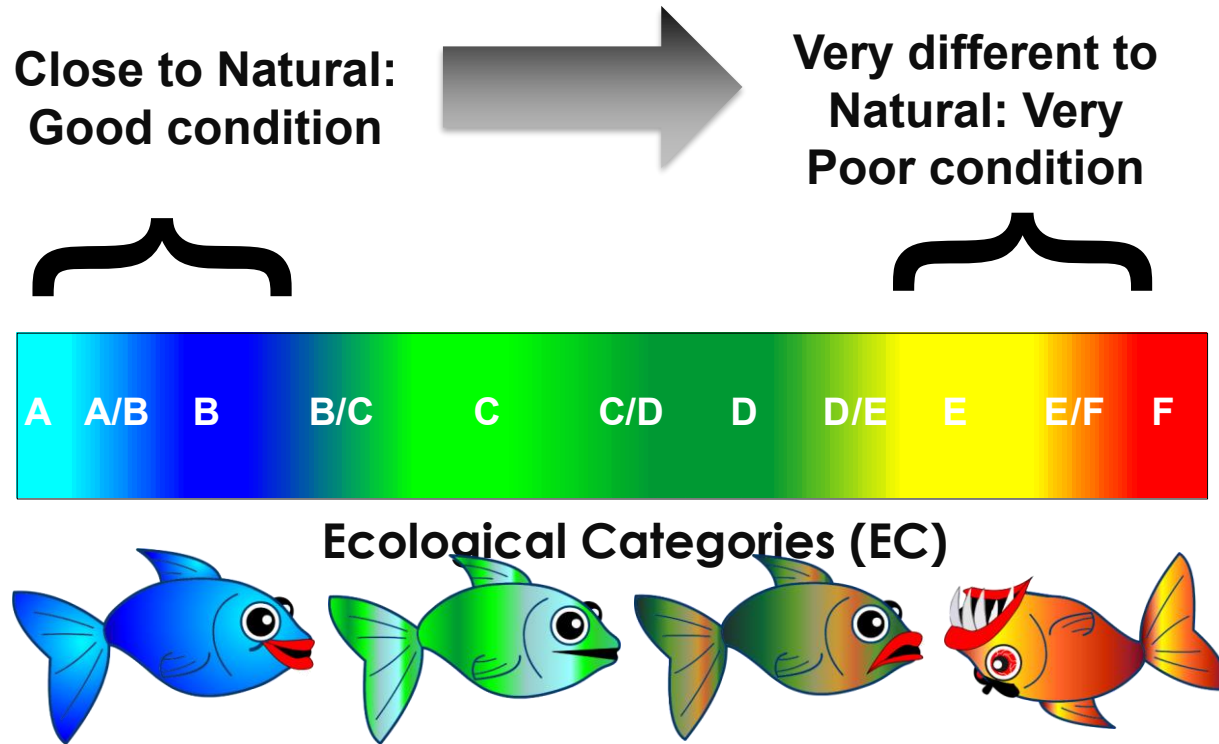 Close to Natural:
Good condition
Very different to
Natural: Very
Poor condition
A A/B B B/C C C/D D D/E E E/F F
Ecological Categories (EC)